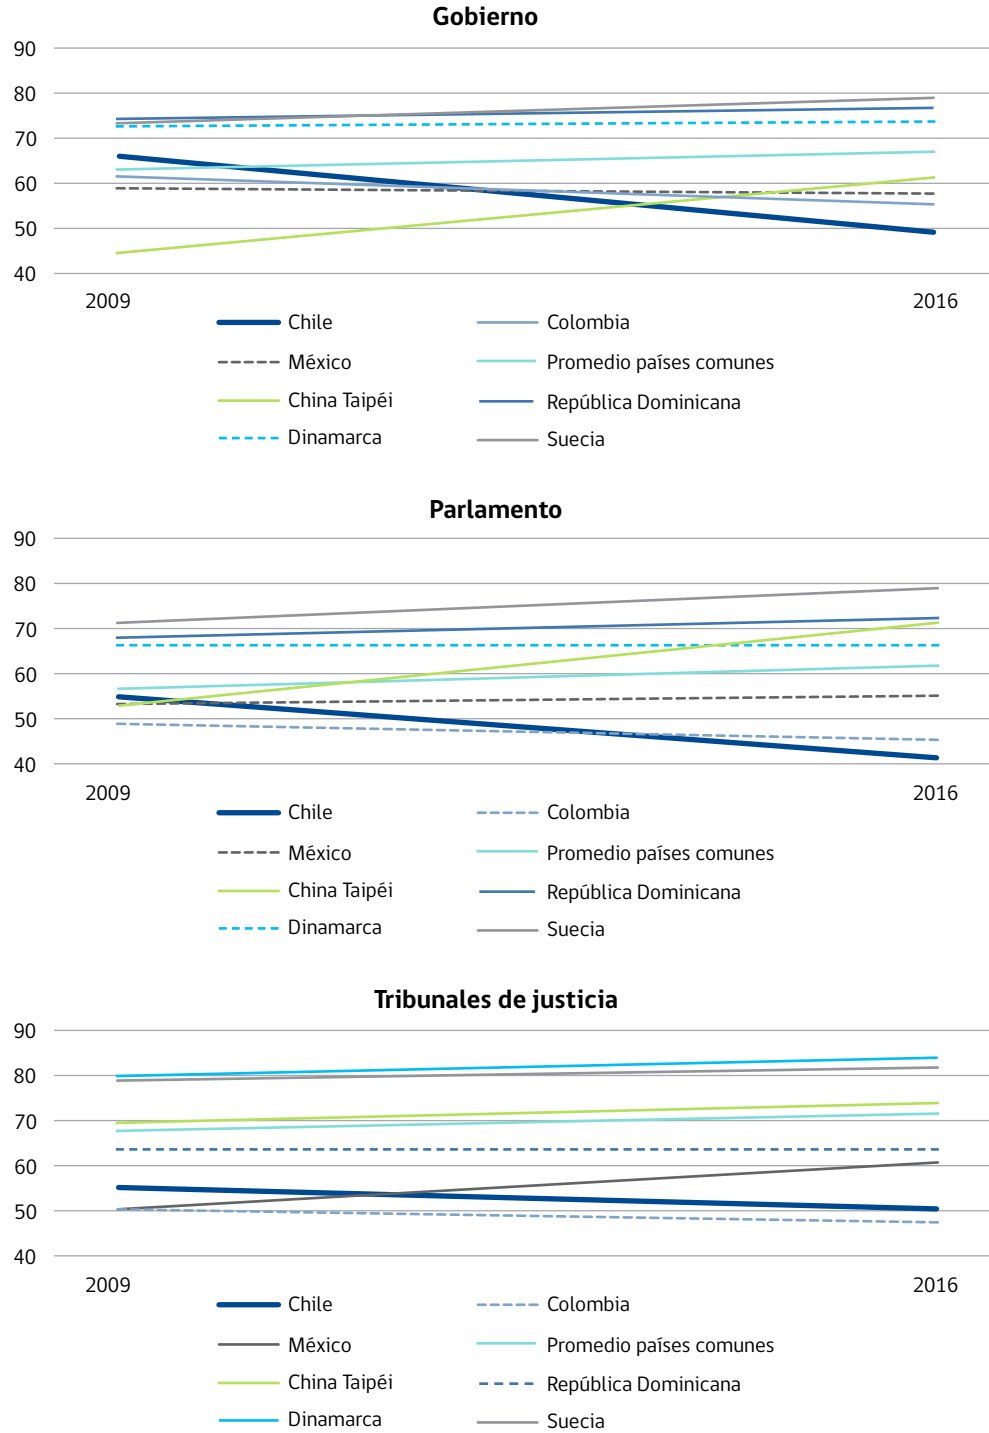 Gobierno
90
80
70
60
50
40
2009 2016
Chile Colombia
México Promedio países comunes
China Taipéi República Dominicana
Dinamarca Suecia
Parlamento
90
80
70
60
50
40
2009 2016
Chile Colombia
México Promedio países comunes
China Taipéi República Dominicana
Dinamarca Suecia
Tribunales de justicia
90
80
70
60
50
40
2009 2016
Chile Colombia
México Promedio países comunes
China Taipéi República Dominicana
Dinamarca Suecia